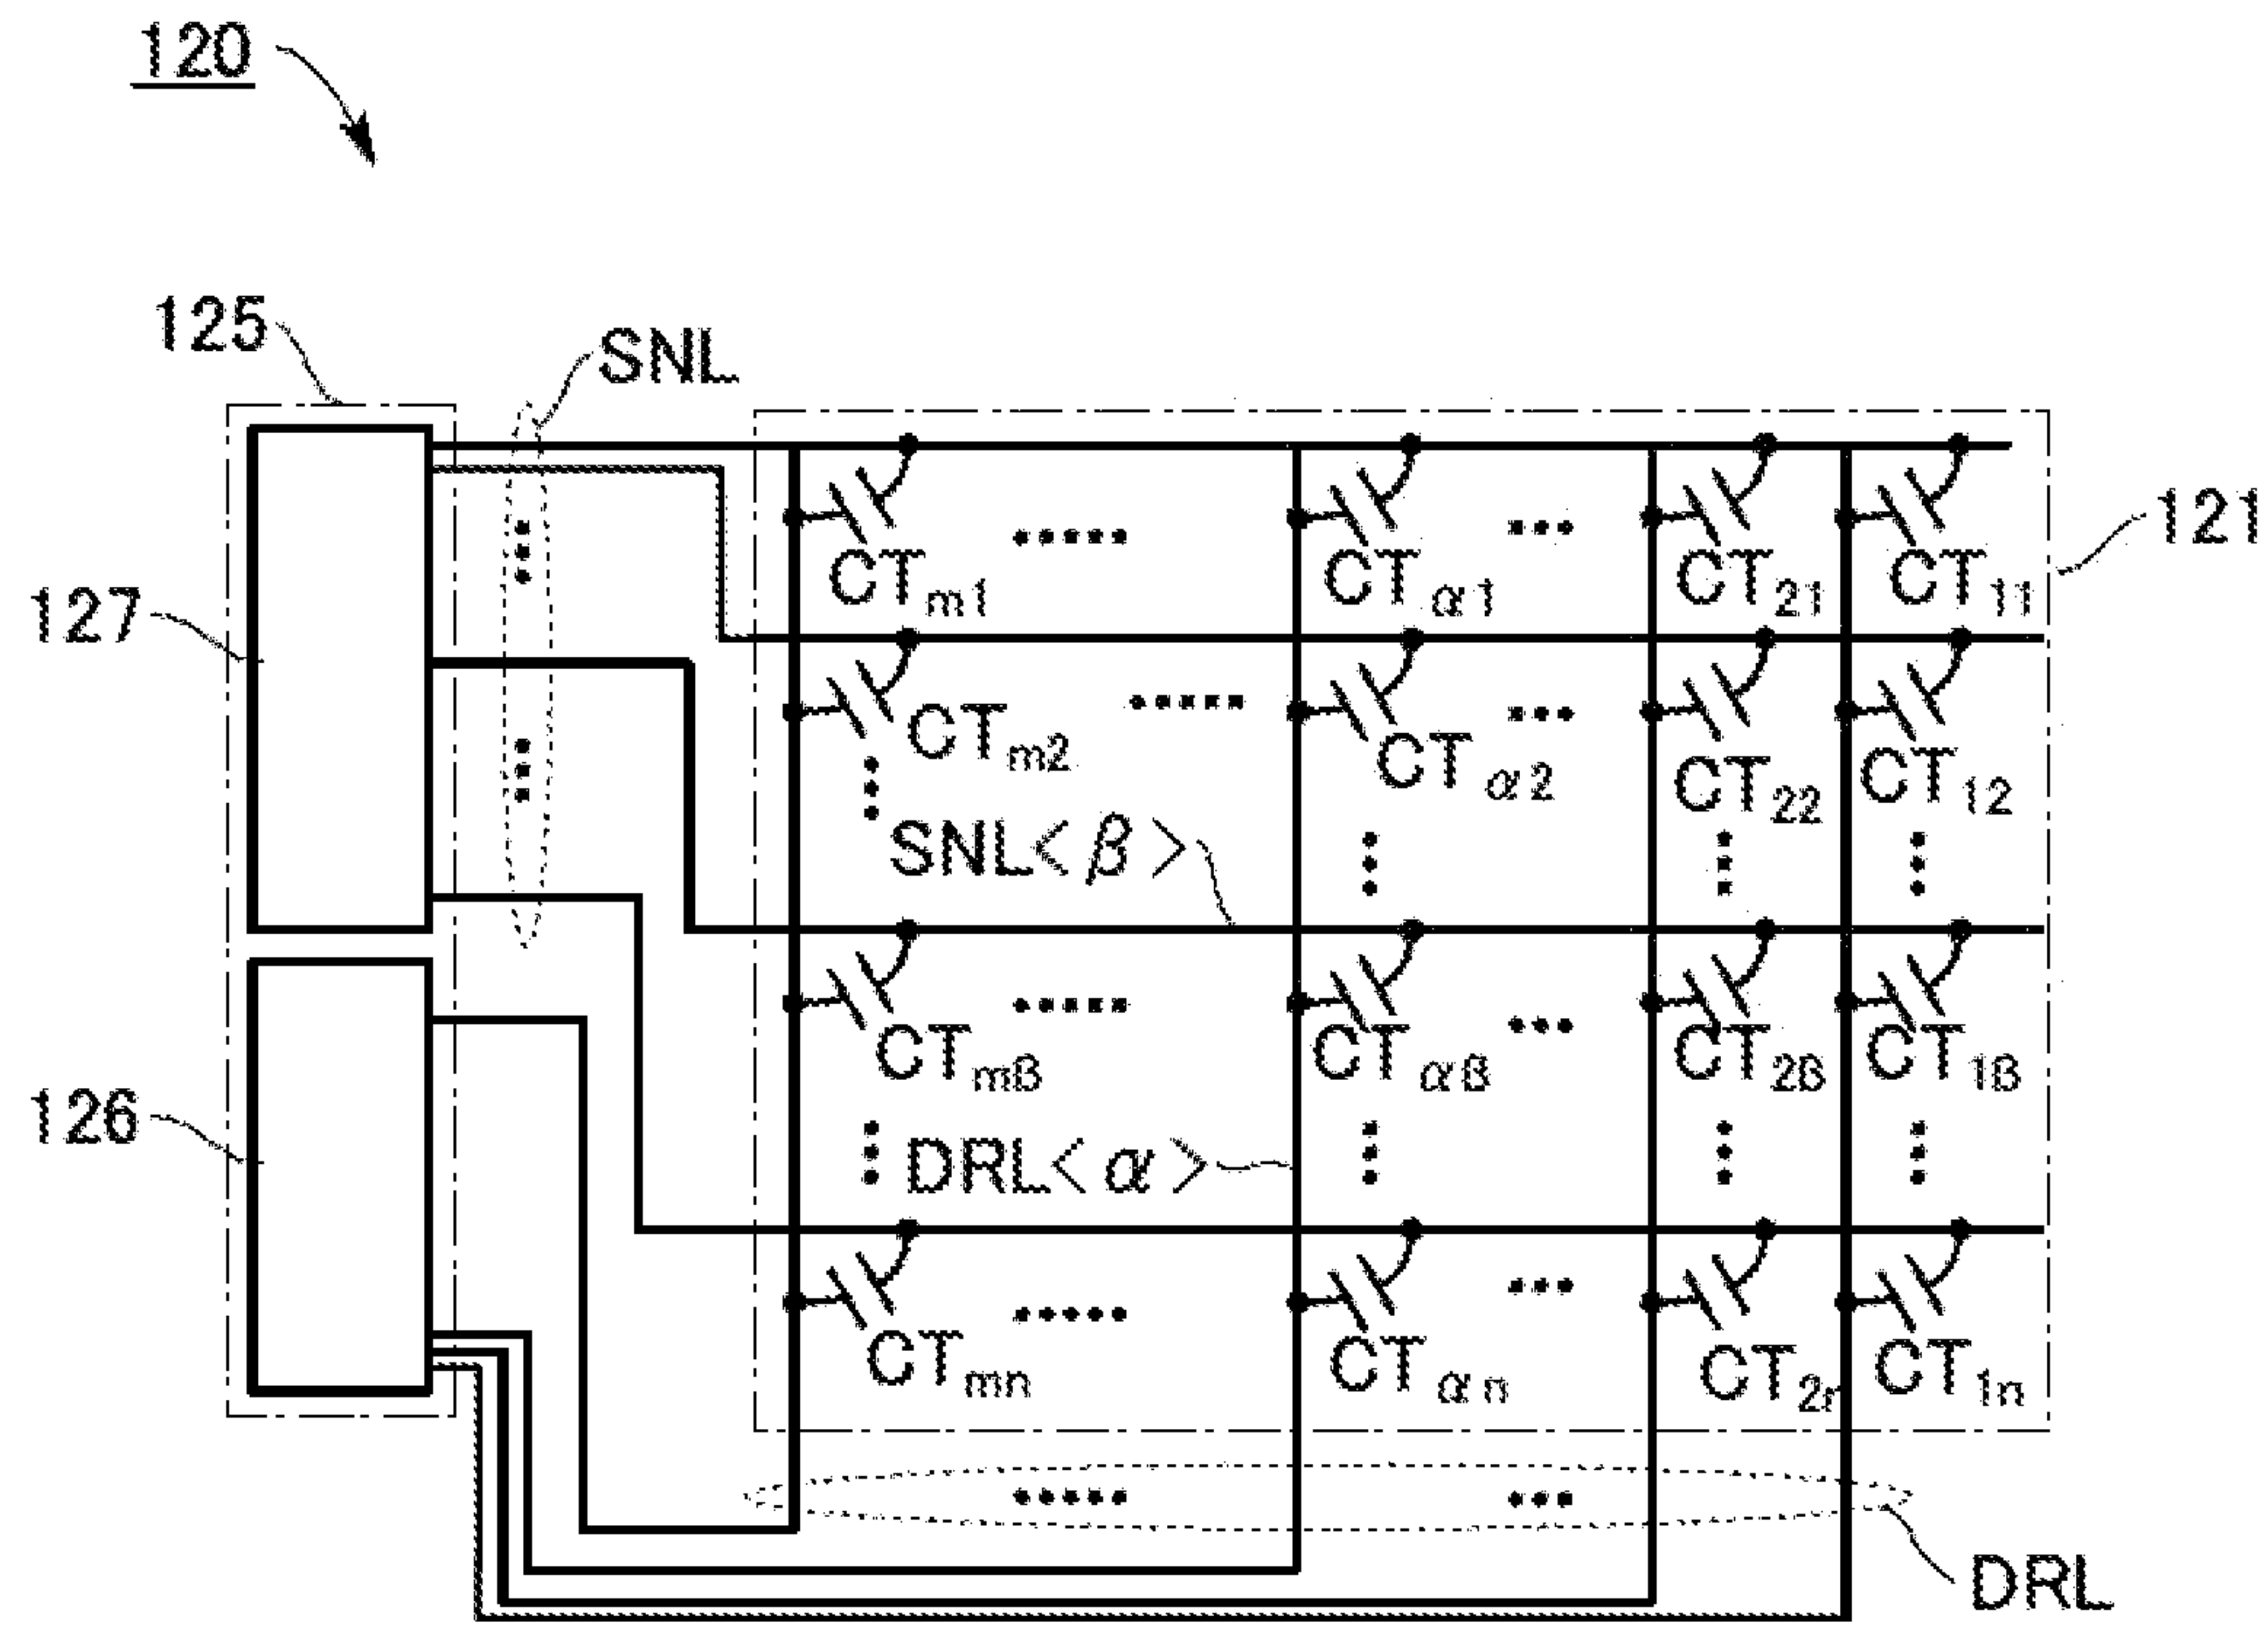 120
125
SNL
121
CTm1 CTα1 CT21 CT11
127
CTm2 CTα2 CT22 CT12
SNL<β>
CTmβ CTαβ CT2β CT1β
126
DRL<α>
CTmn CTαn CT2n CT1n
DRL